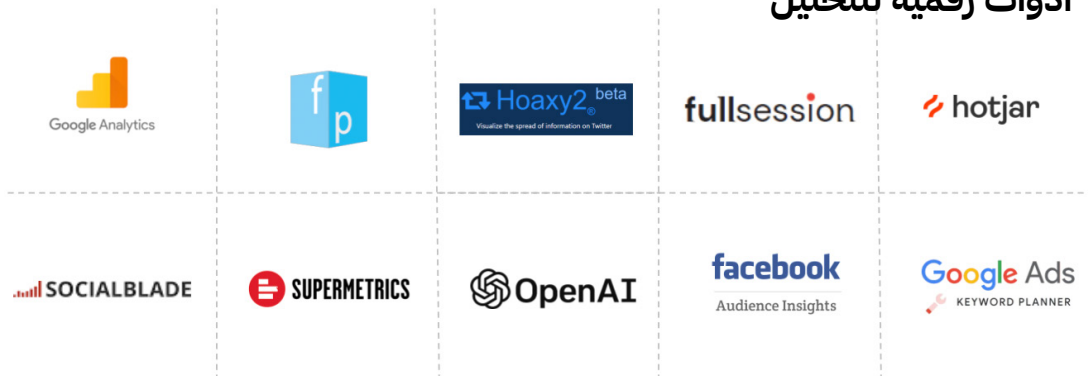 أدوات رقمية للتحليل
Google Analytics
f
p
Hoaxy2® beta
Visualize the spread of information on Twitter
fullsession
hotjar
SOCIALBLADE
SUPERMETRICS
OpenAI
facebook
Audience Insights
Google Ads
KEYWORD PLANNER